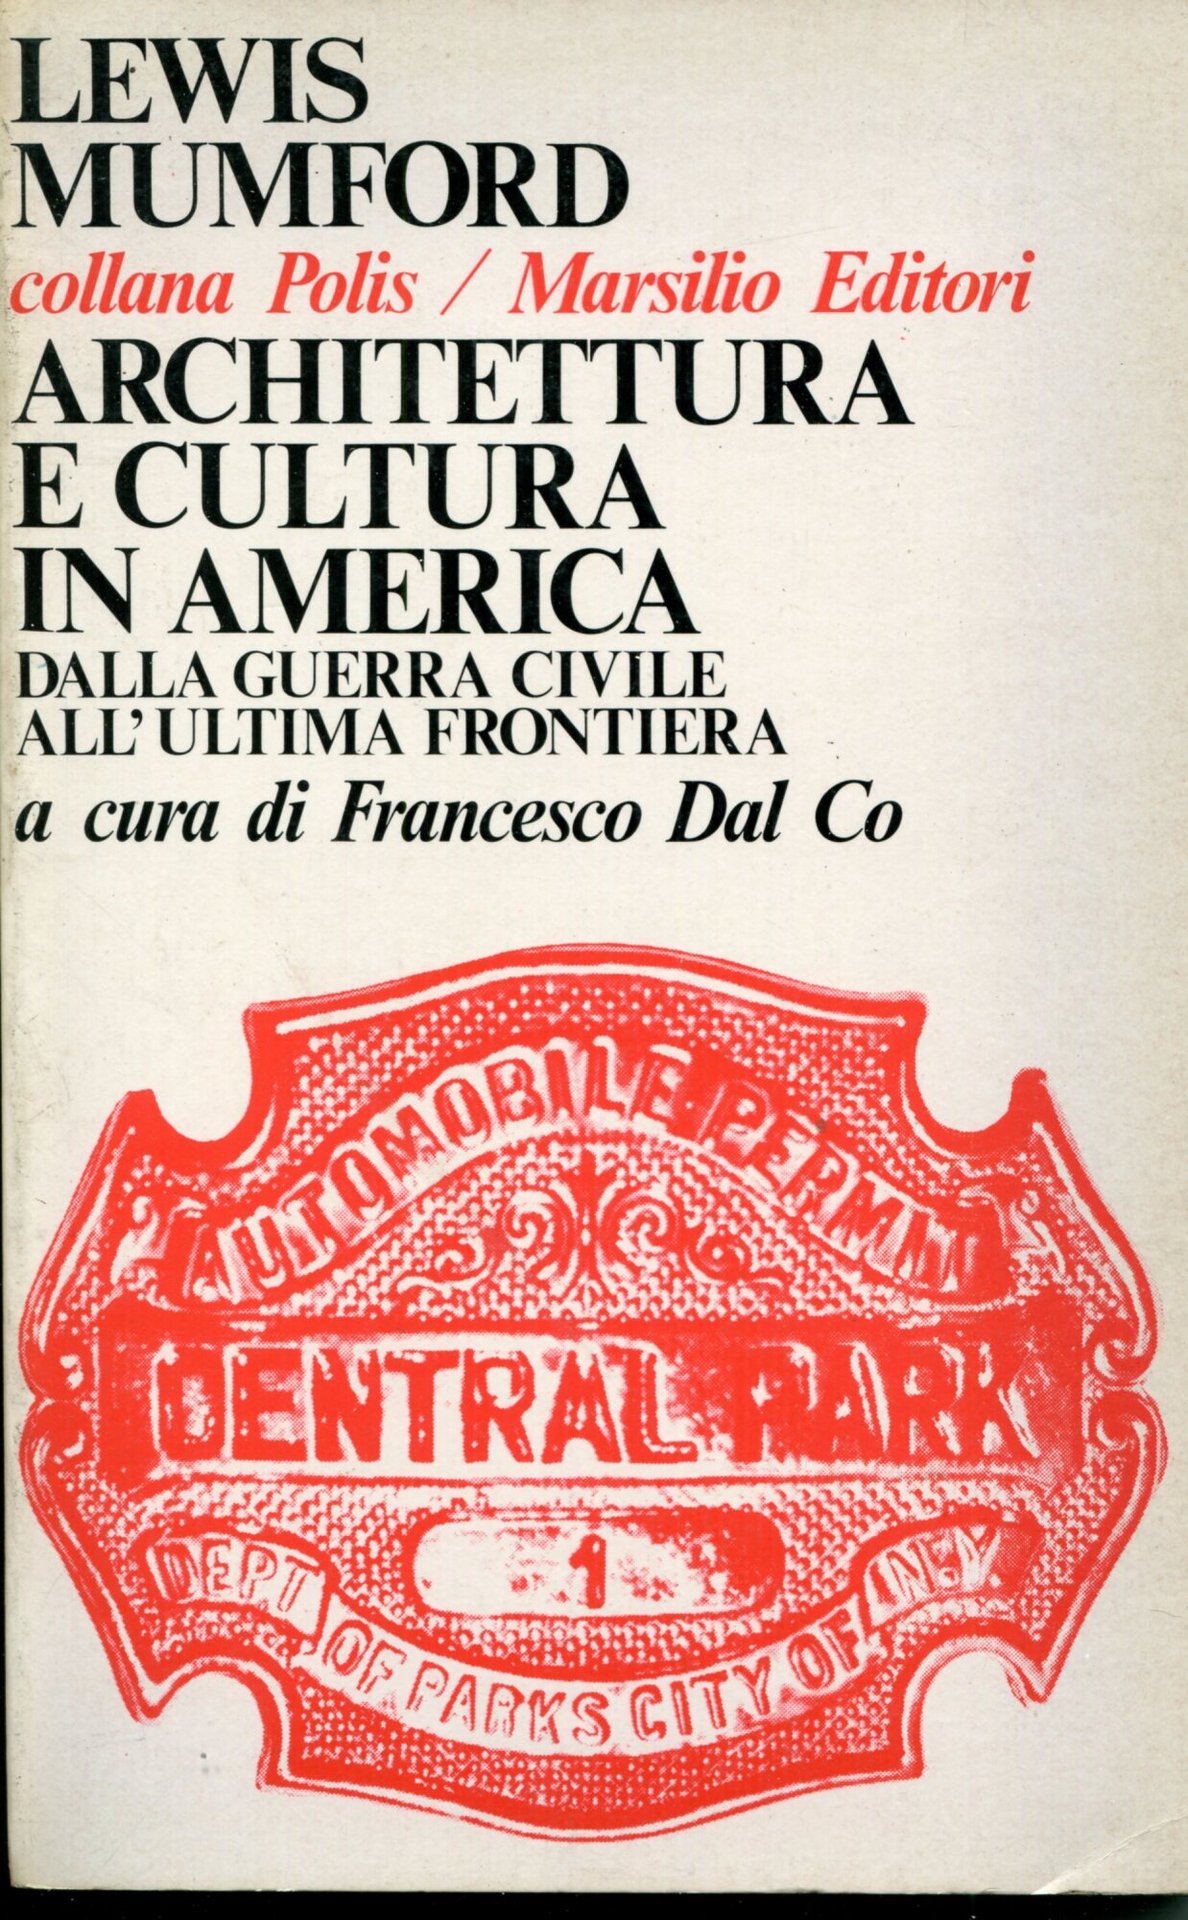 LEWIS
MUMFORD
collana Polis / Marsilio Editori
ARCHITETTURA
E CULTURA
IN AMERICA
DALLA GUERRA CIVILE
ALL'ULTIMA FRONTIERA
a cura di Francesco Dal Co
AUTOMOBILE PERMIT
CENTRAL PARK
1
DEPT OF PARKS CITY OF N.Y.